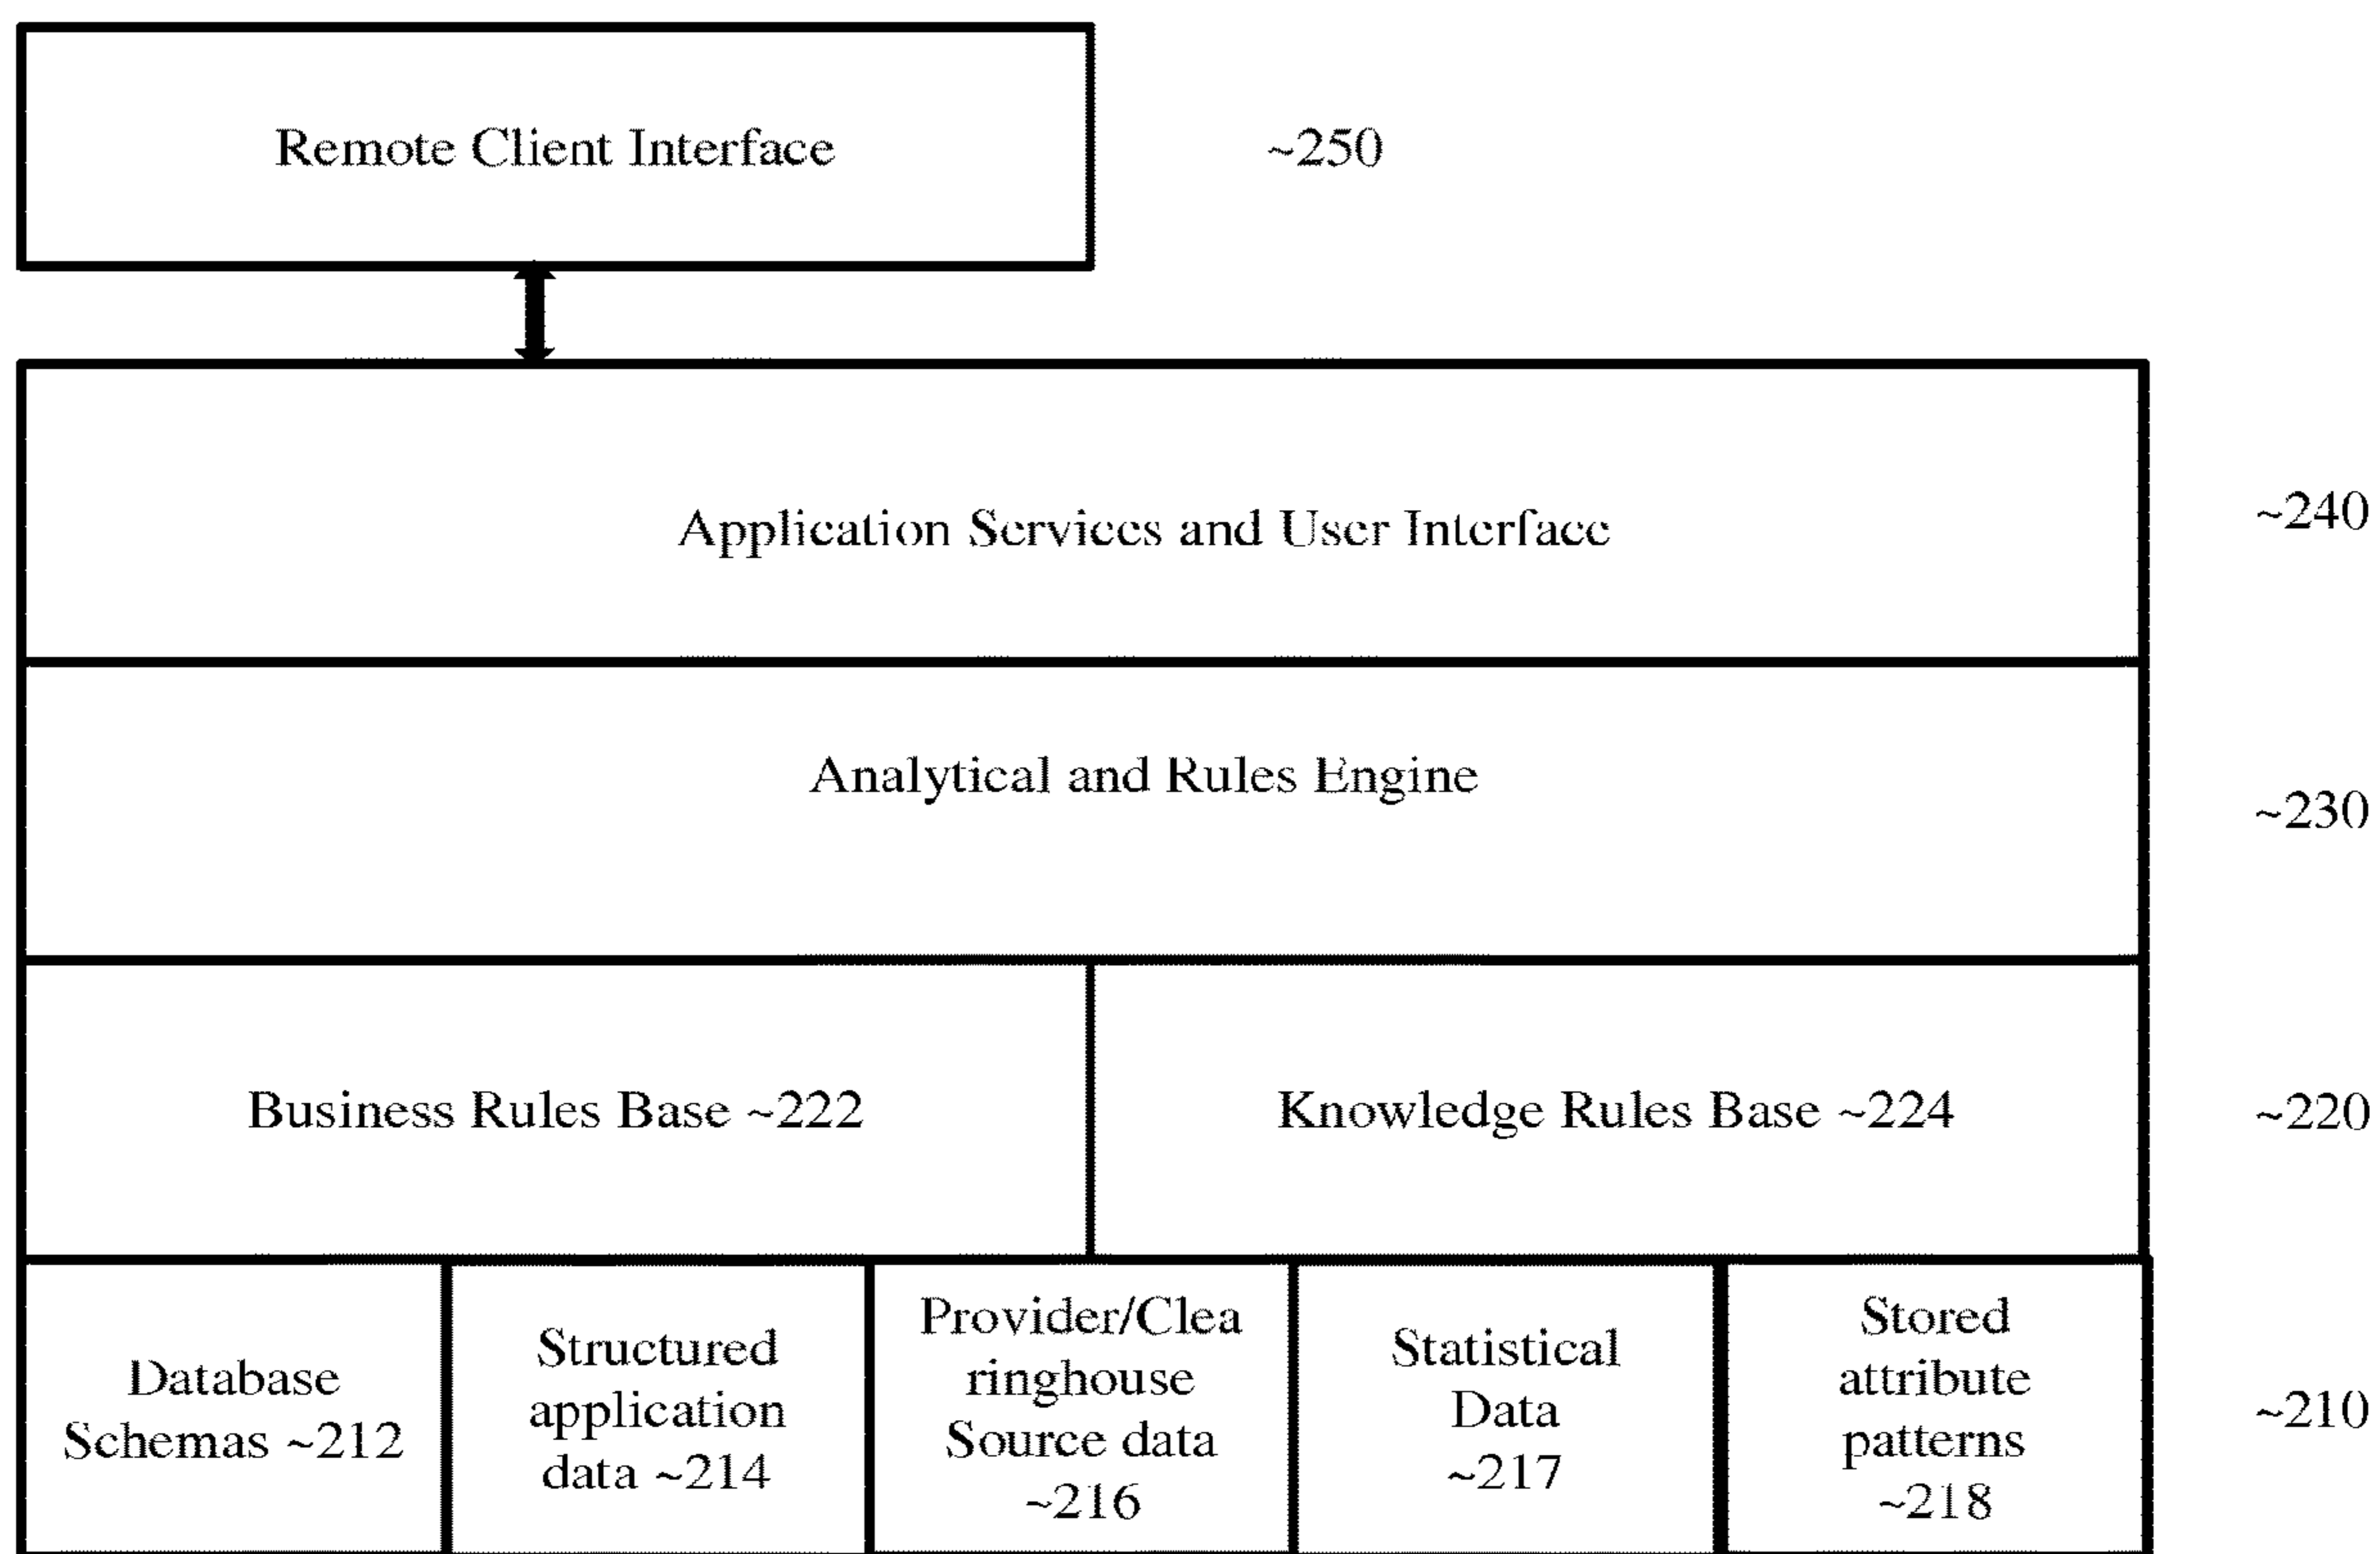 Remote Client Interface
~250
Application Services and User Interface
~240
Analytical and Rules Engine
~230
Business Rules Base ~222
Knowledge Rules Base ~224
~220
Database
Schemas ~212
Structured
application
data ~214
Provider/Clea
ringhouse
Source data
~216
Statistical
Data
~217
Stored
attribute
patterns
~218
~210